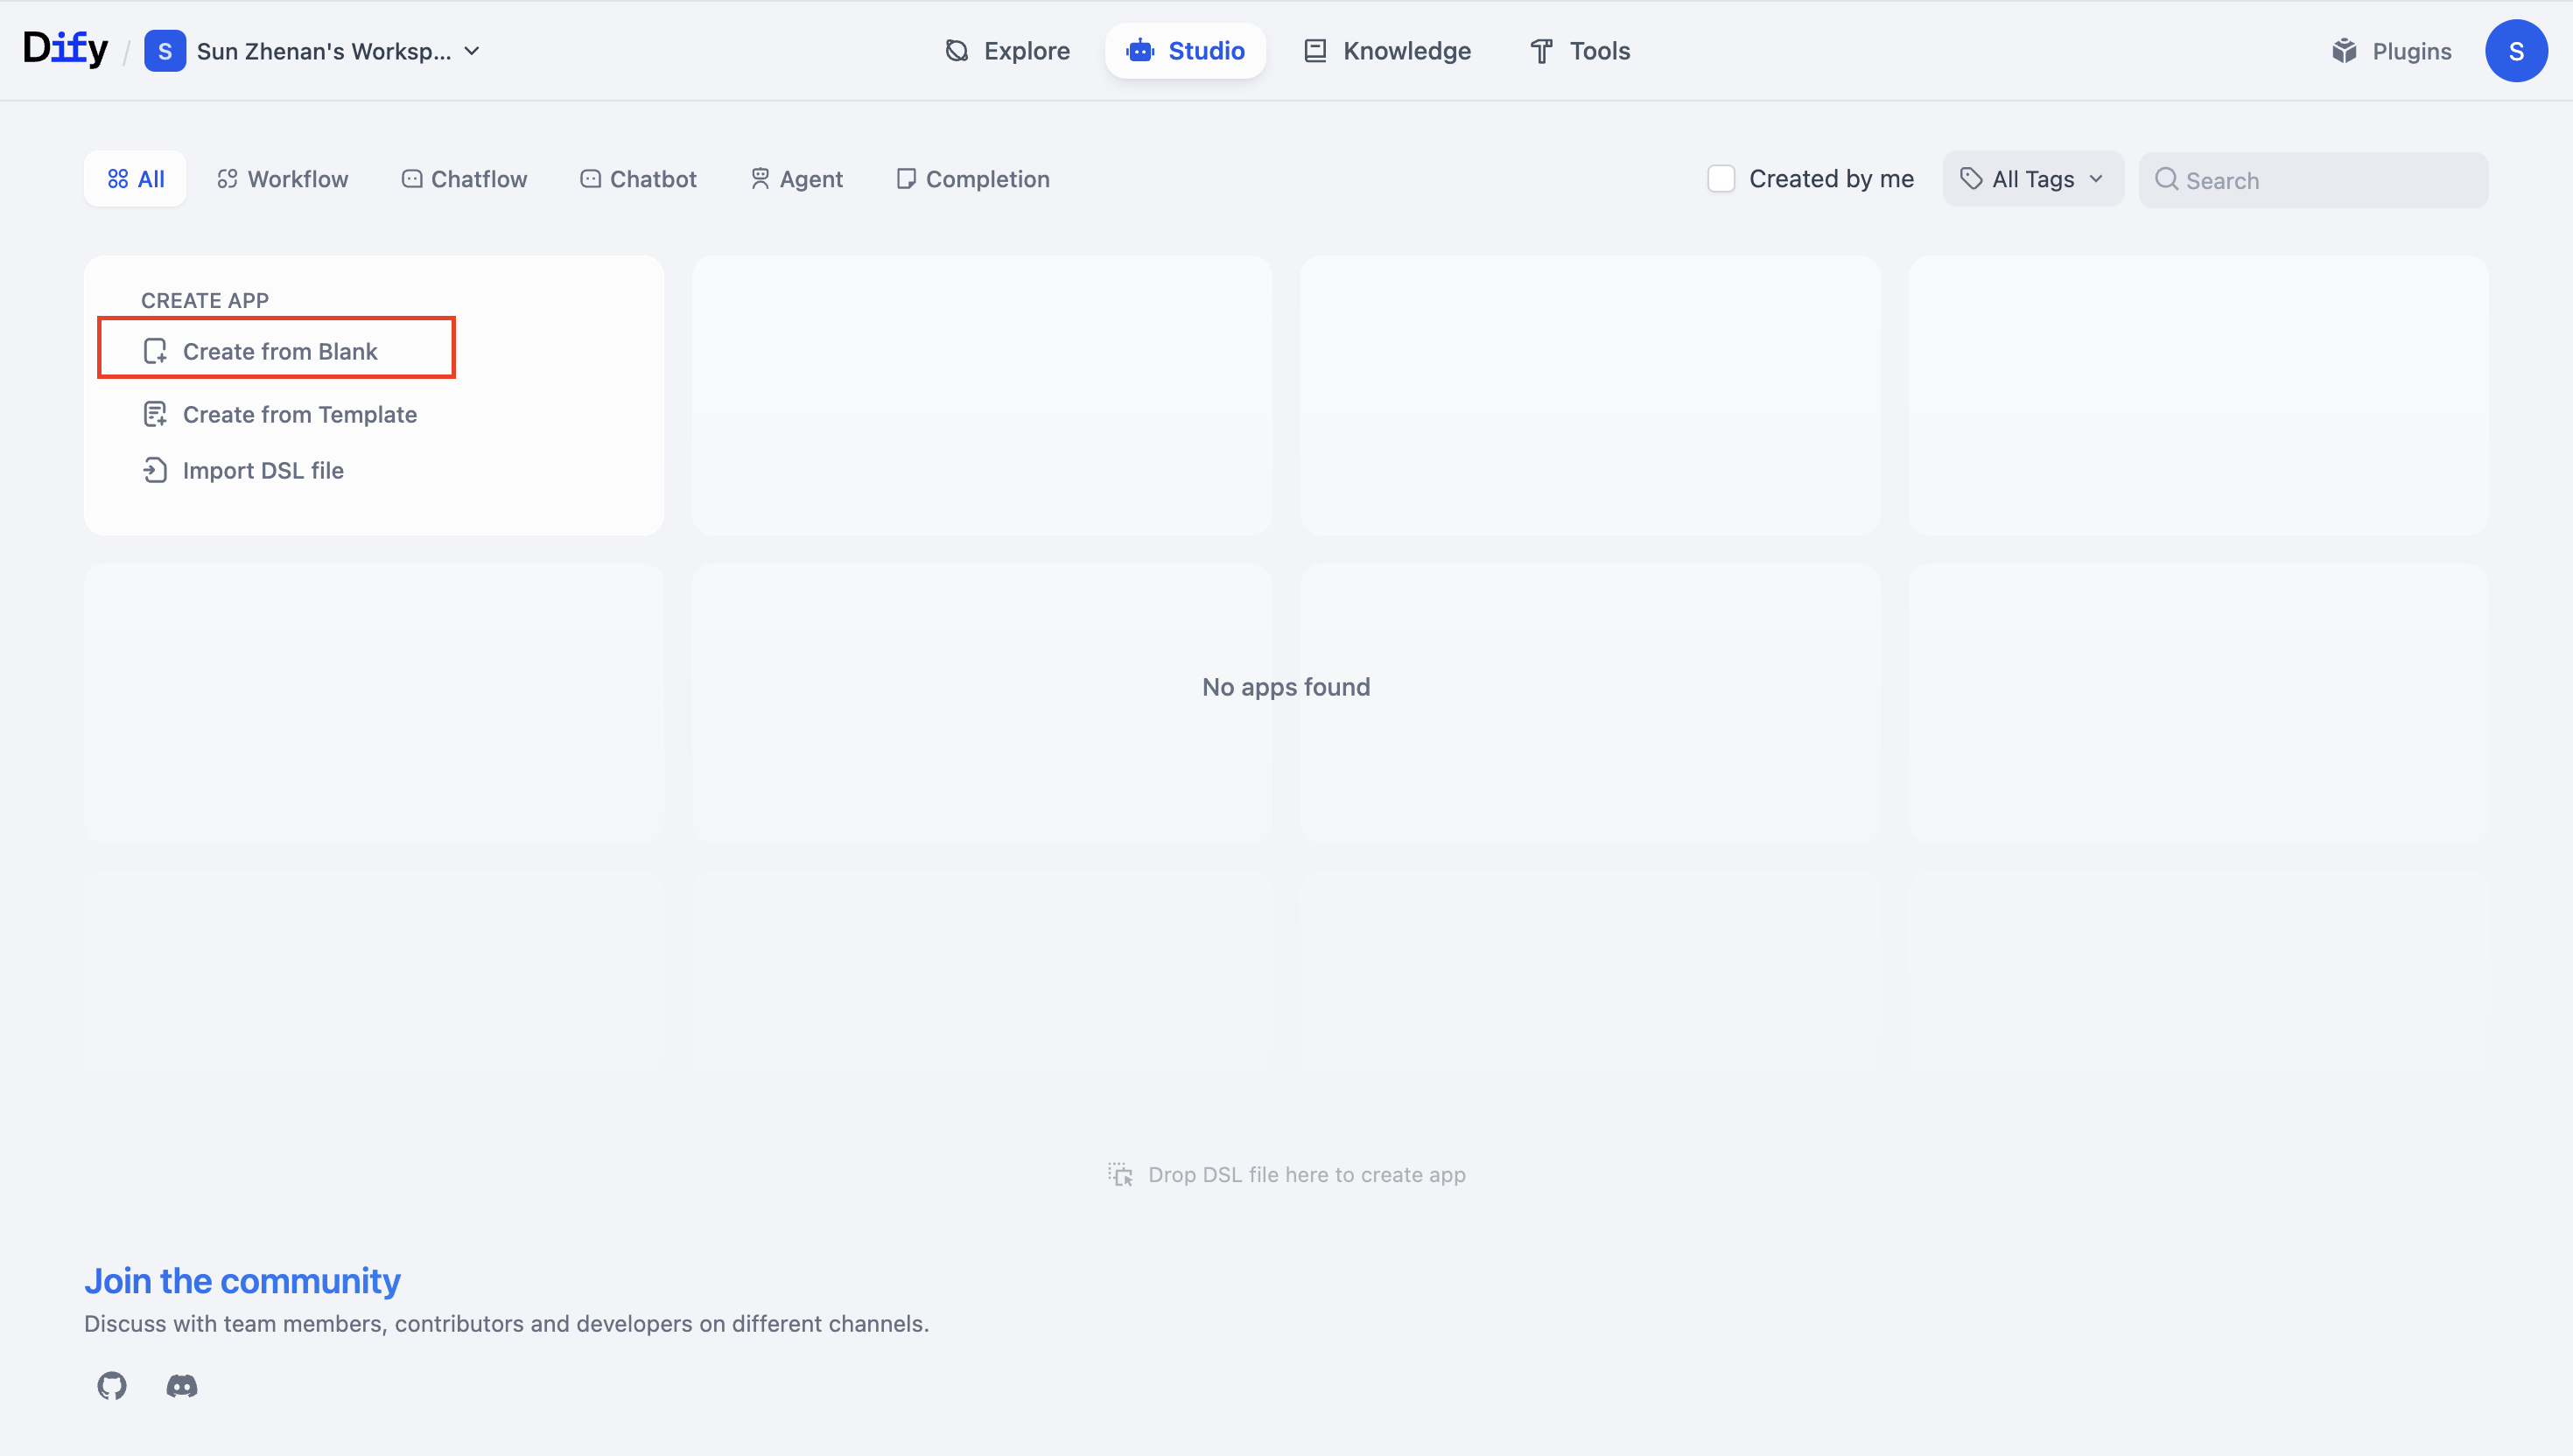 Dify / S Sun Zhenan's Worksp... Explore Studio Knowledge Tools Plugins S
All Workflow Chatflow Chatbot Agent Completion Created by me All Tags Search
CREATE APP
Create from Blank
Create from Template
Import DSL file
No apps found
Drop DSL file here to create app
Join the community
Discuss with team members, contributors and developers on different channels.